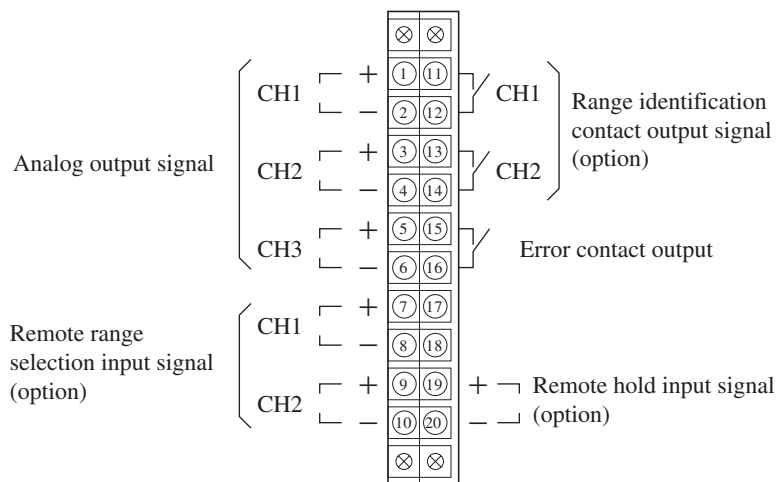 CH1 + 1 11 CH1
− 2 12
Range identification
contact output signal
(option)
Analog output signal
CH2 + 3 13 CH2
− 4 14
CH3 + 5 15
− 6 16
Error contact output
Remote range
selection input signal
(option)
CH1 + 7 17
− 8 18
CH2 + 9 19 +
− 10 20 −
Remote hold input signal
(option)